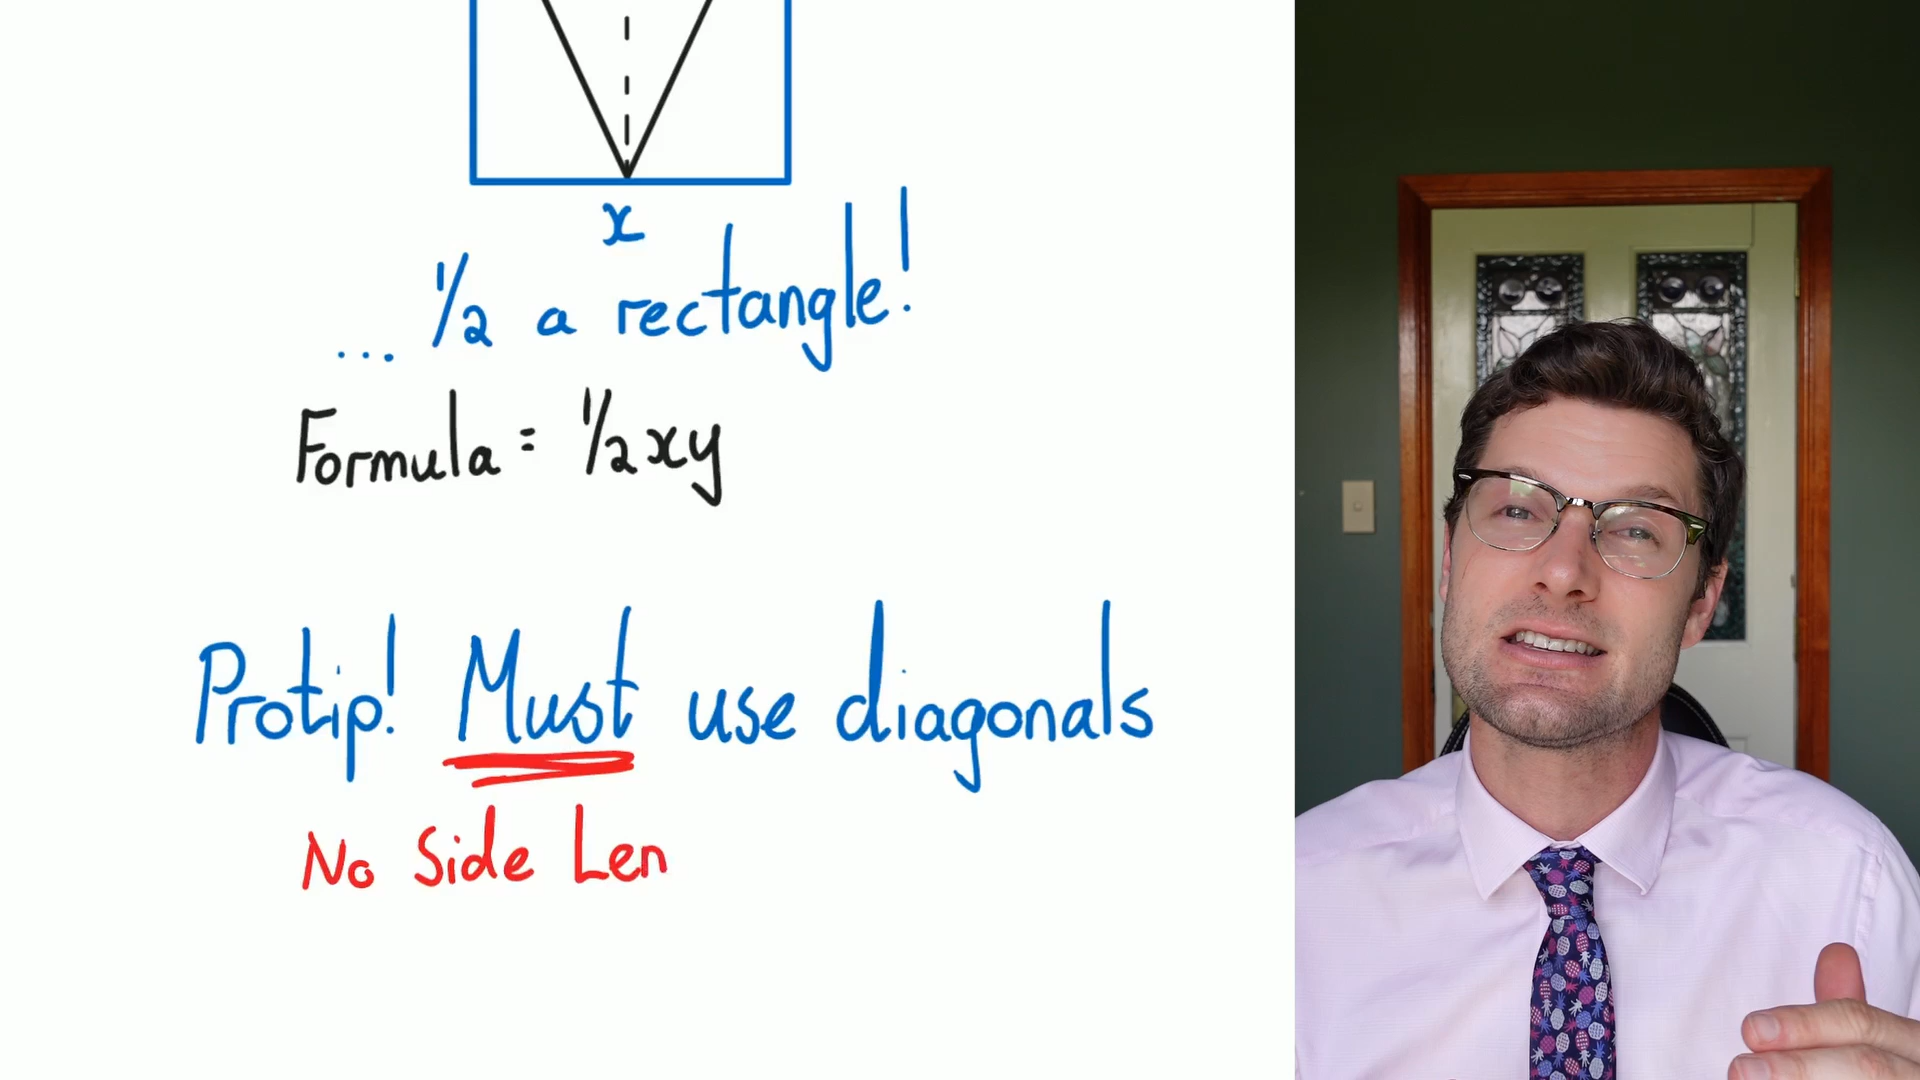 x
... 1/2 a rectangle!
Formula = 1/2xy
Protip! Must use diagonals
No Side Len